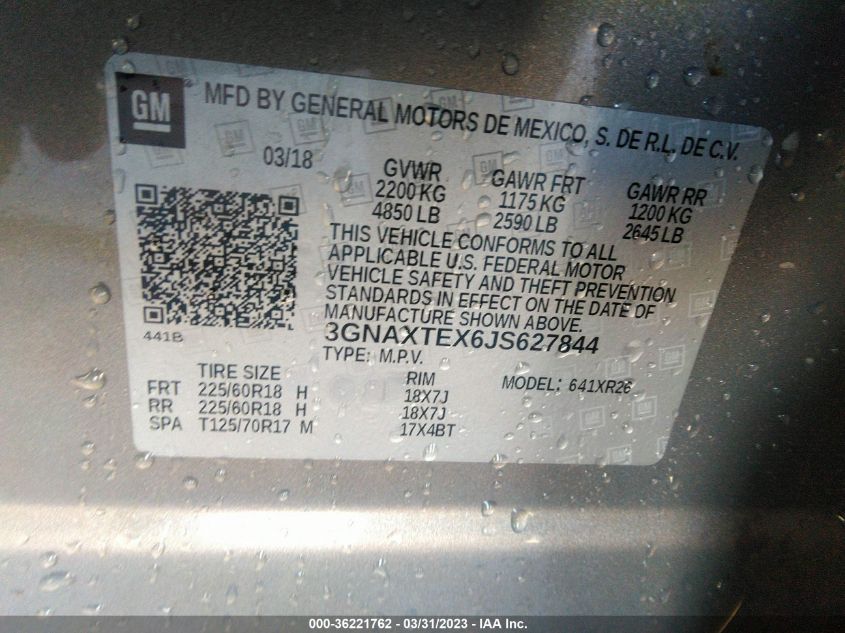 GM
MFD BY GENERAL MOTORS DE MEXICO, S. DE R.L. DE C.V.
03/18
GVWR GAWR FRT GAWR RR
2200 KG 1175 KG 1200 KG
4850 LB 2590 LB 2645 LB
THIS VEHICLE CONFORMS TO ALL
APPLICABLE U.S. FEDERAL MOTOR
VEHICLE SAFETY AND THEFT PREVENTION
STANDARDS IN EFFECT ON THE DATE OF
MANUFACTURE SHOWN ABOVE.
441B
3GNAXTEX6JS627844
TYPE: M.P.V.
MODEL: 641XR26
TIRE SIZE RIM
FRT 225/60R18 H 18X7J
RR 225/60R18 H 18X7J
SPA T125/70R17 M 17X4BT
000-36221762 - 03/31/2023 - IAA Inc.